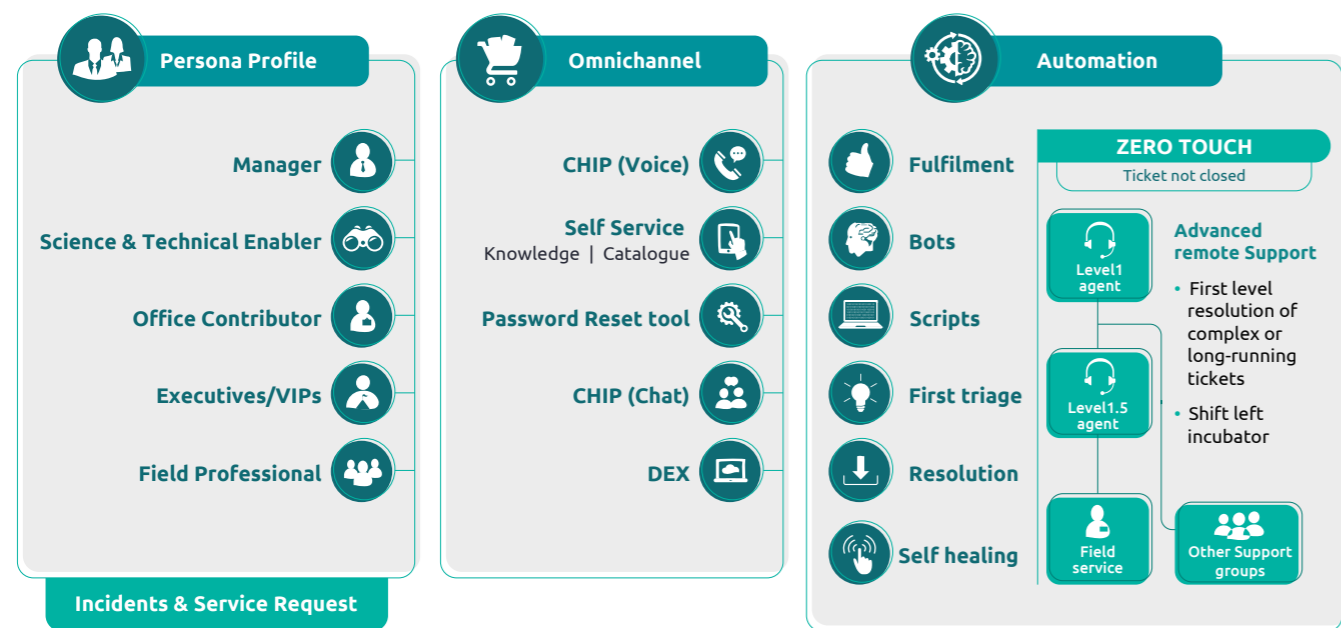 Persona Profile
Manager
Science & Technical Enabler
Office Contributor
Executives/VIPs
Field Professional
Incidents & Service Request
Omnichannel
CHIP (Voice)
Self Service
Knowledge | Catalogue
Password Reset tool
CHIP (Chat)
DEX
Automation
Fulfilment
Bots
Scripts
First triage
Resolution
Self healing
ZERO TOUCH
Ticket not closed
Level1
agent
Level1.5
agent
Field
service
Other Support
groups
Advanced
remote Support
• First level
resolution of
complex or
long-running
tickets
• Shift left
incubator